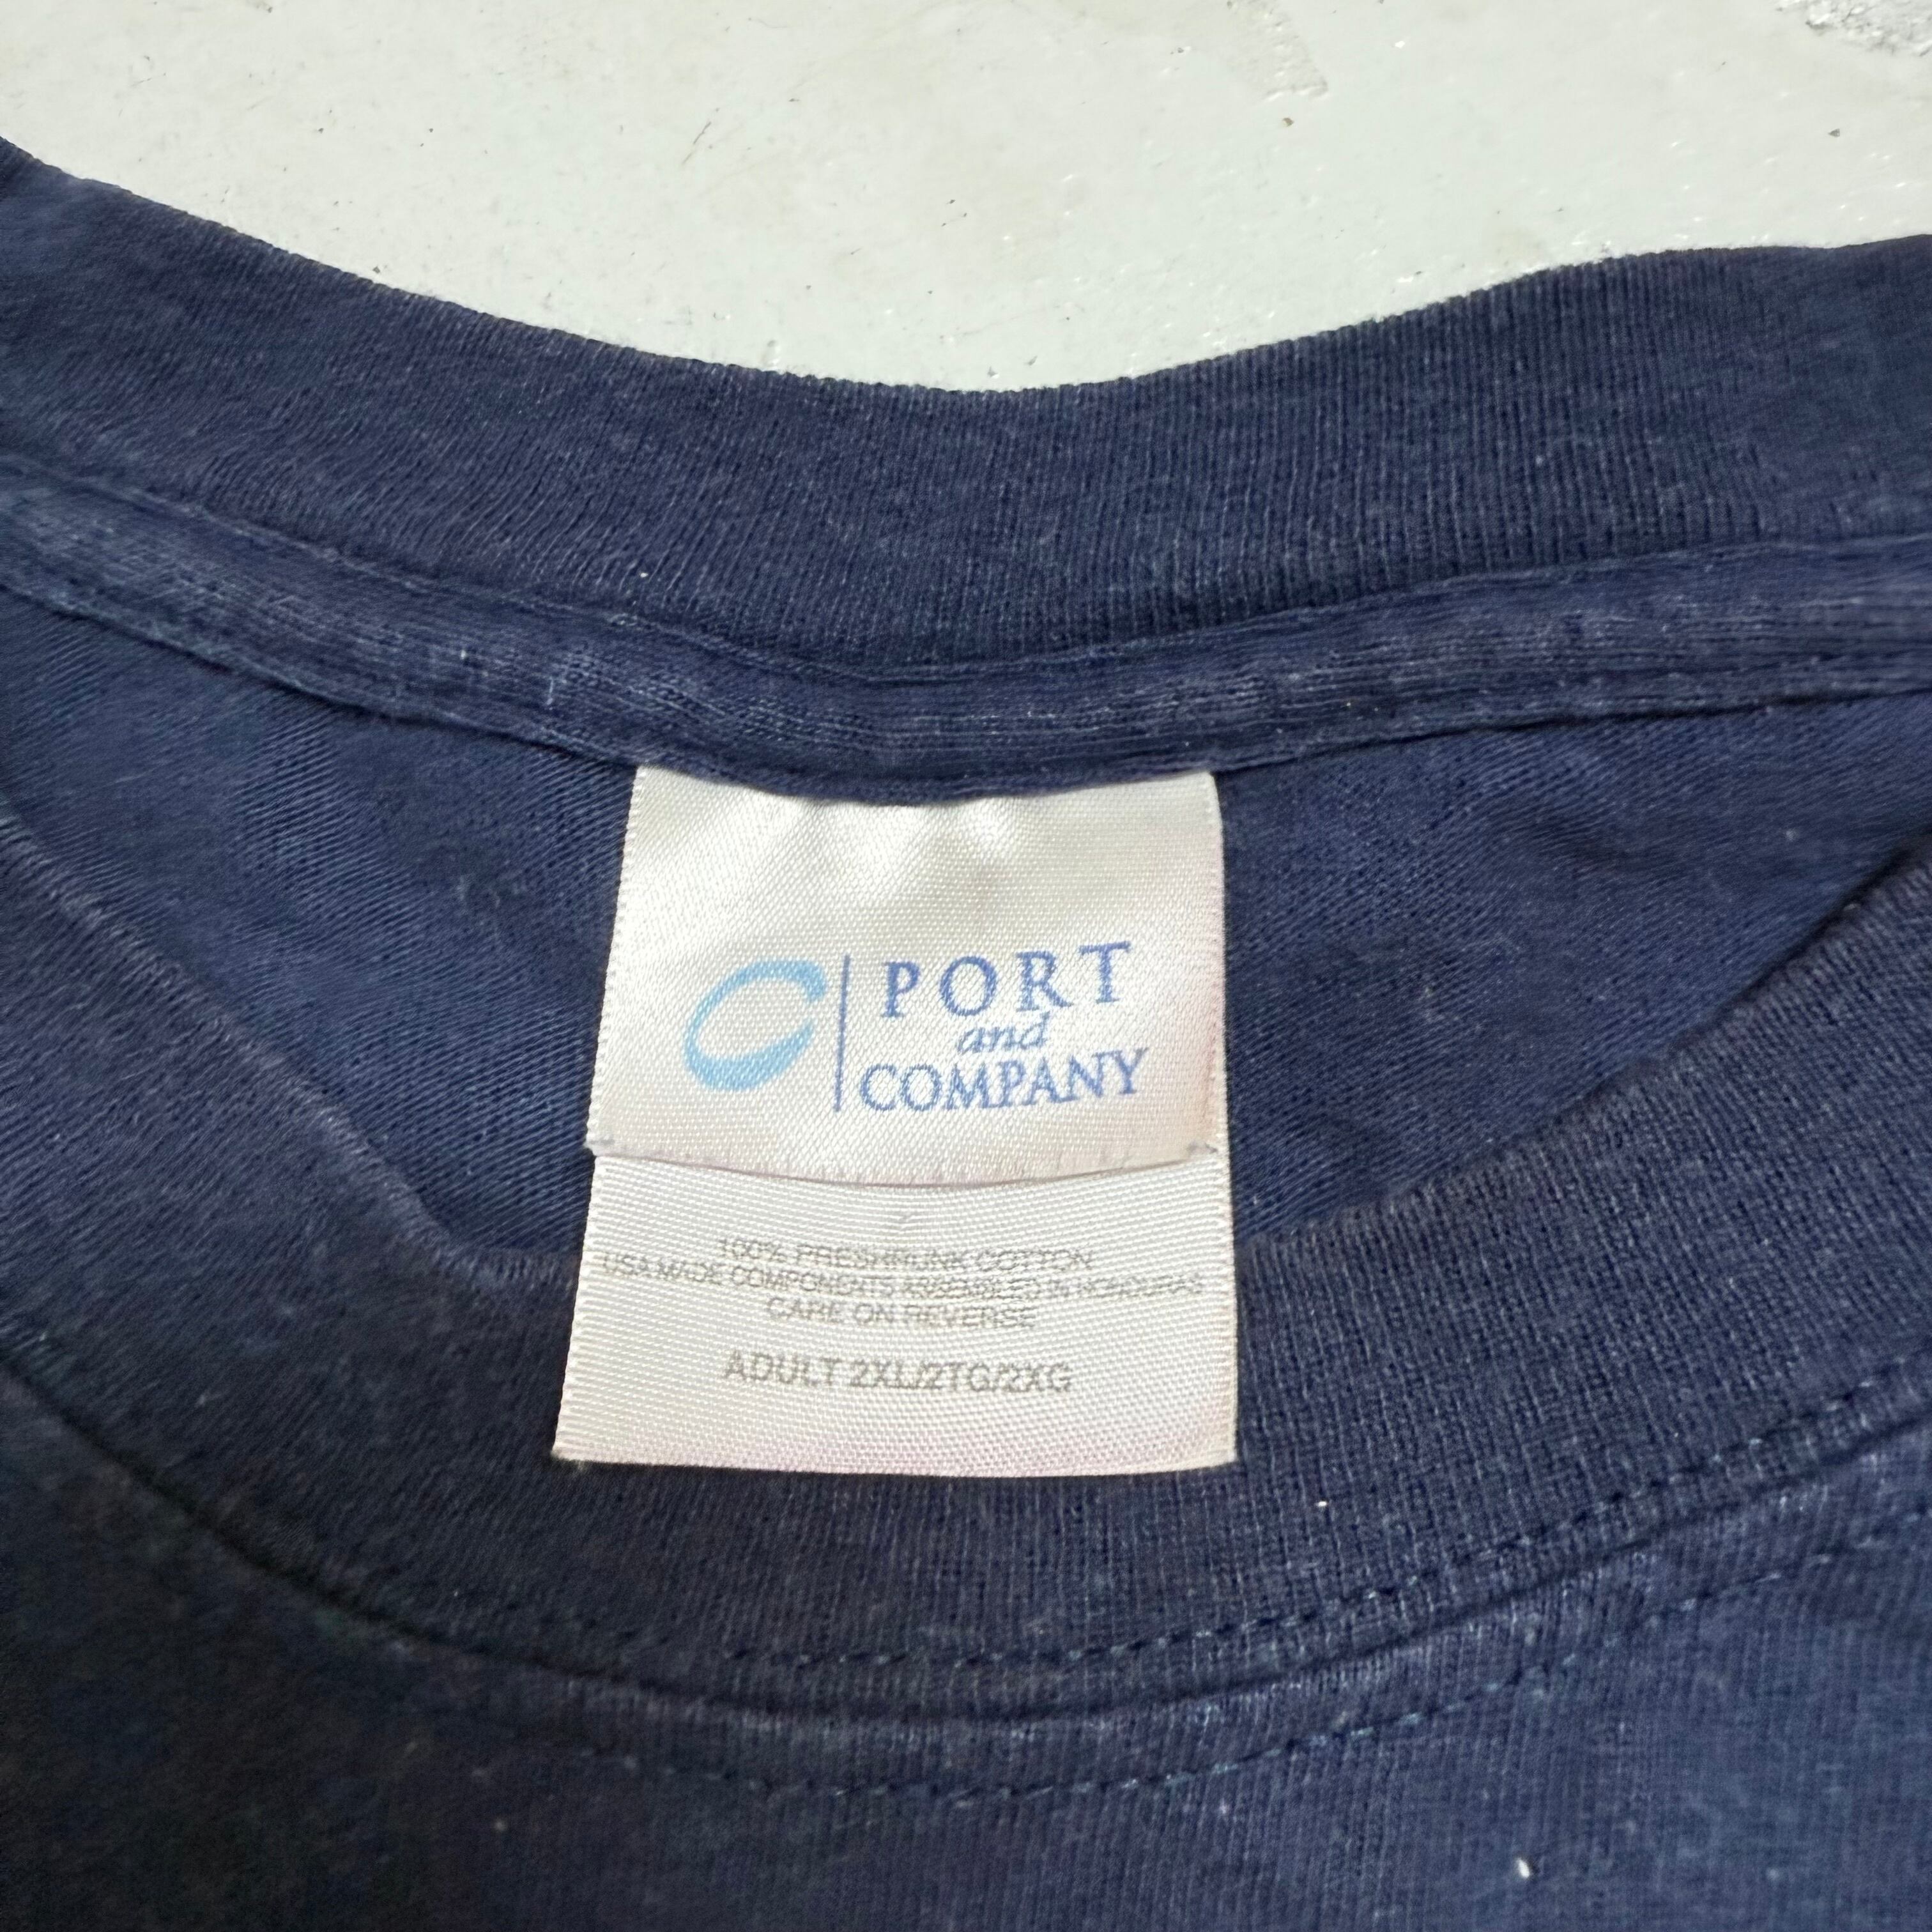 PORT
and
COMPANY
100% PRESHRUNK COTTON
USA MADE COMPONENTS ASSEMBLED IN HONDURAS
CARE ON REVERSE
ADULT 2XL/2TG/2XG